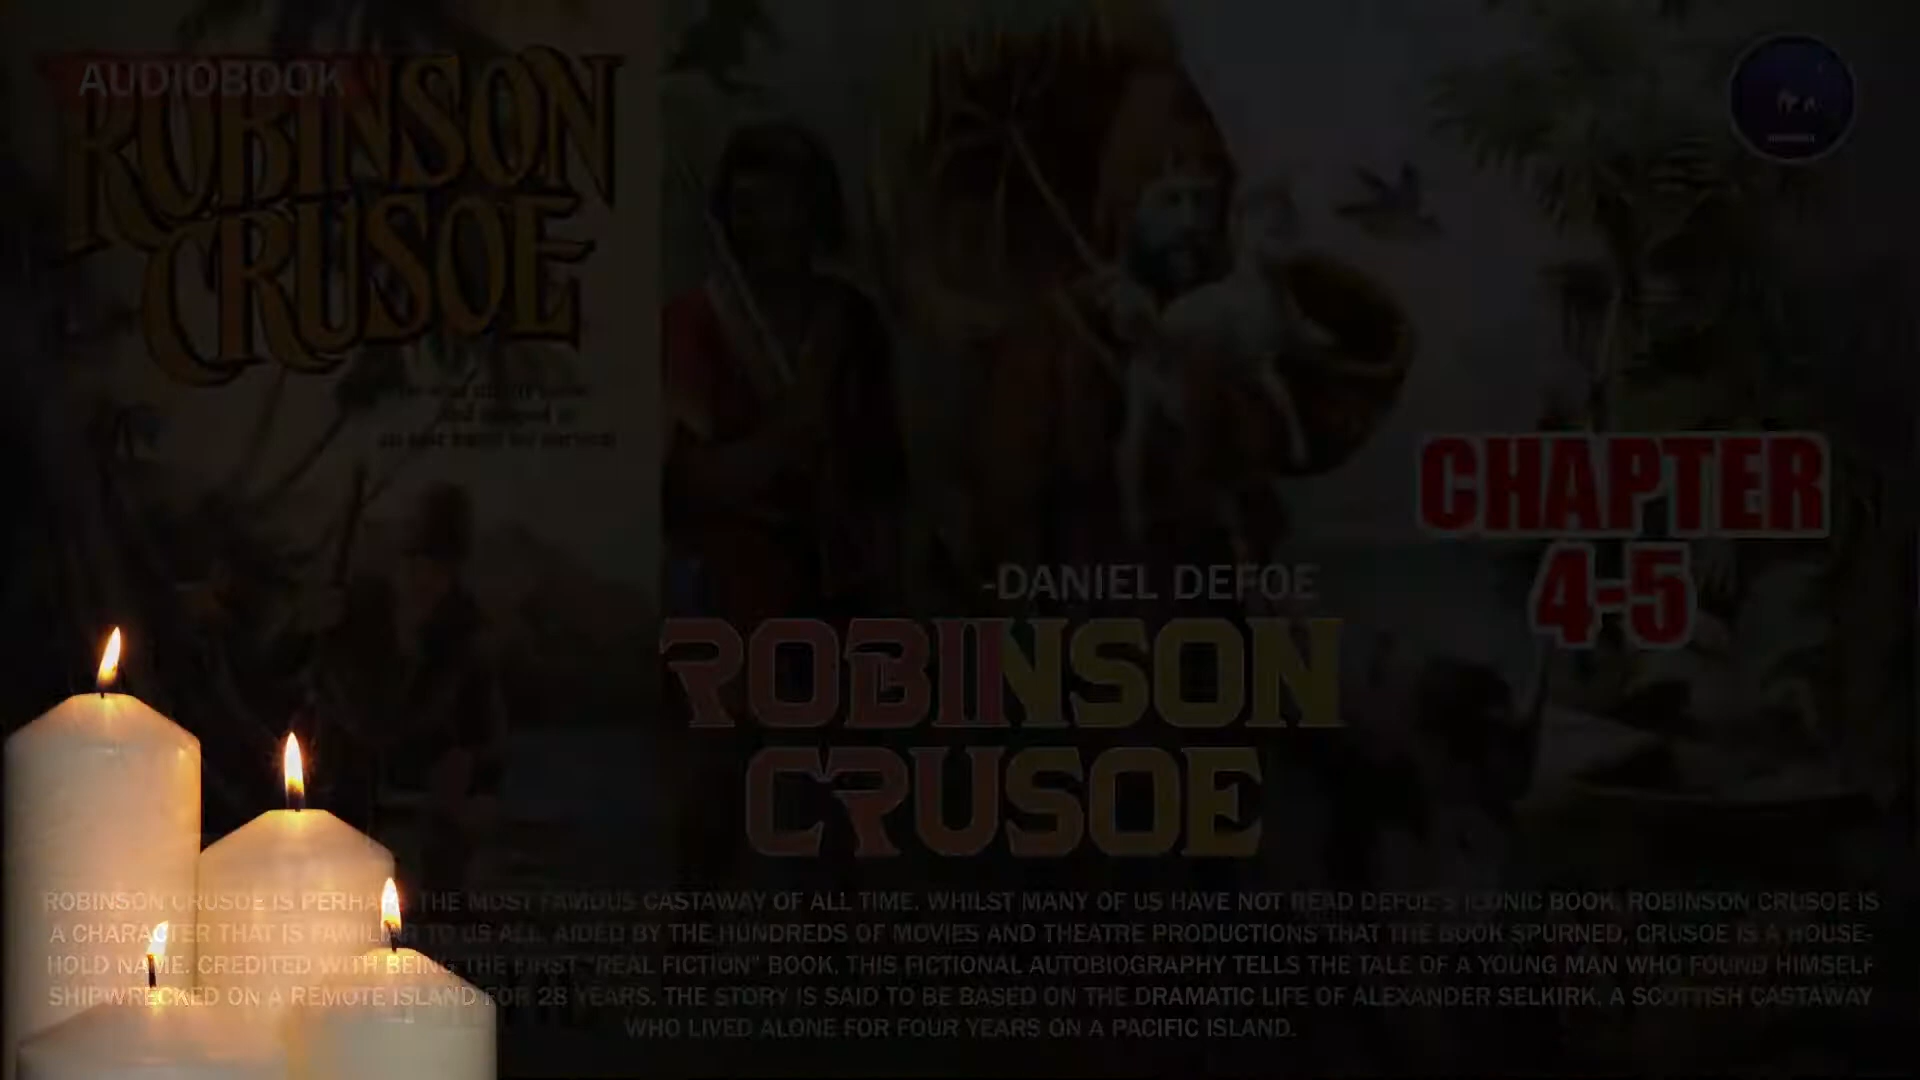 AUDIOBOOK
ROBINSON
CRUSOE
CHAPTER
4-5
-DANIEL DEFOE
ROBINSON
CRUSOE
ROBINSON CRUSOE IS PERHAPS THE MOST FAMOUS CASTAWAY OF ALL TIME. WHILST MANY OF US HAVE NOT READ DEFOE'S ICONIC BOOK, ROBINSON CRUSOE IS
A CHARACTER THAT IS FAMILIAR TO US ALL. AIDED BY THE HUNDREDS OF MOVIES AND THEATRE PRODUCTIONS THAT THE BOOK SPURNED, CRUSOE IS A HOUSE-
HOLD NAME. CREDITED WITH BEING THE FIRST "REAL FICTION" BOOK, THIS FICTIONAL AUTOBIOGRAPHY TELLS THE TALE OF A YOUNG MAN WHO FOUND HIMSELF
SHIPWRECKED ON A REMOTE ISLAND FOR 28 YEARS. THE STORY IS SAID TO BE BASED ON THE DRAMATIC LIFE OF ALEXANDER SELKIRK, A SCOTTISH CASTAWAY
WHO LIVED ALONE FOR FOUR YEARS ON A PACIFIC ISLAND.